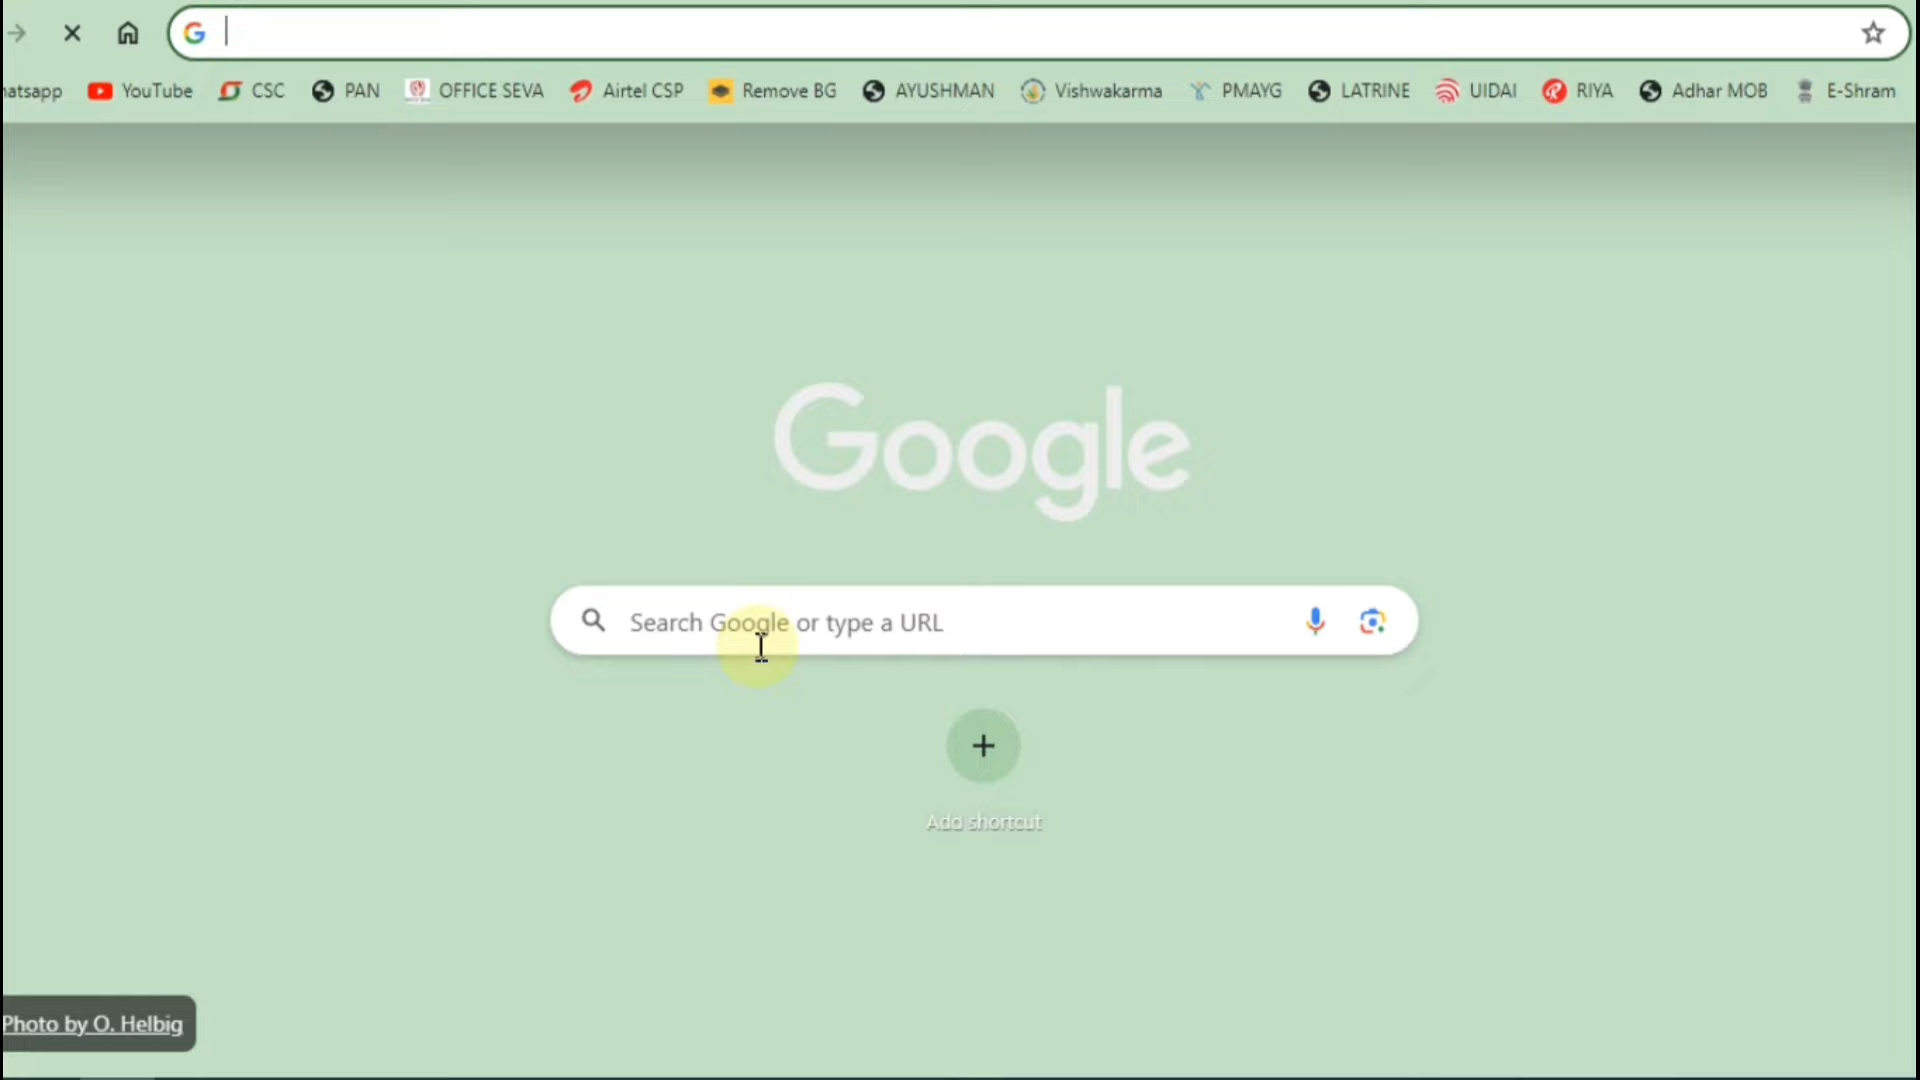 YouTube CSC PAN OFFICE SEVA Airtel CSP Remove BG AYUSHMAN Vishwakarma PMAYG LATRINE UIDAI RIYA Adhar MOB E-Shram
Google
Search Google or type a URL
Add shortcut
Photo by O. Helbig